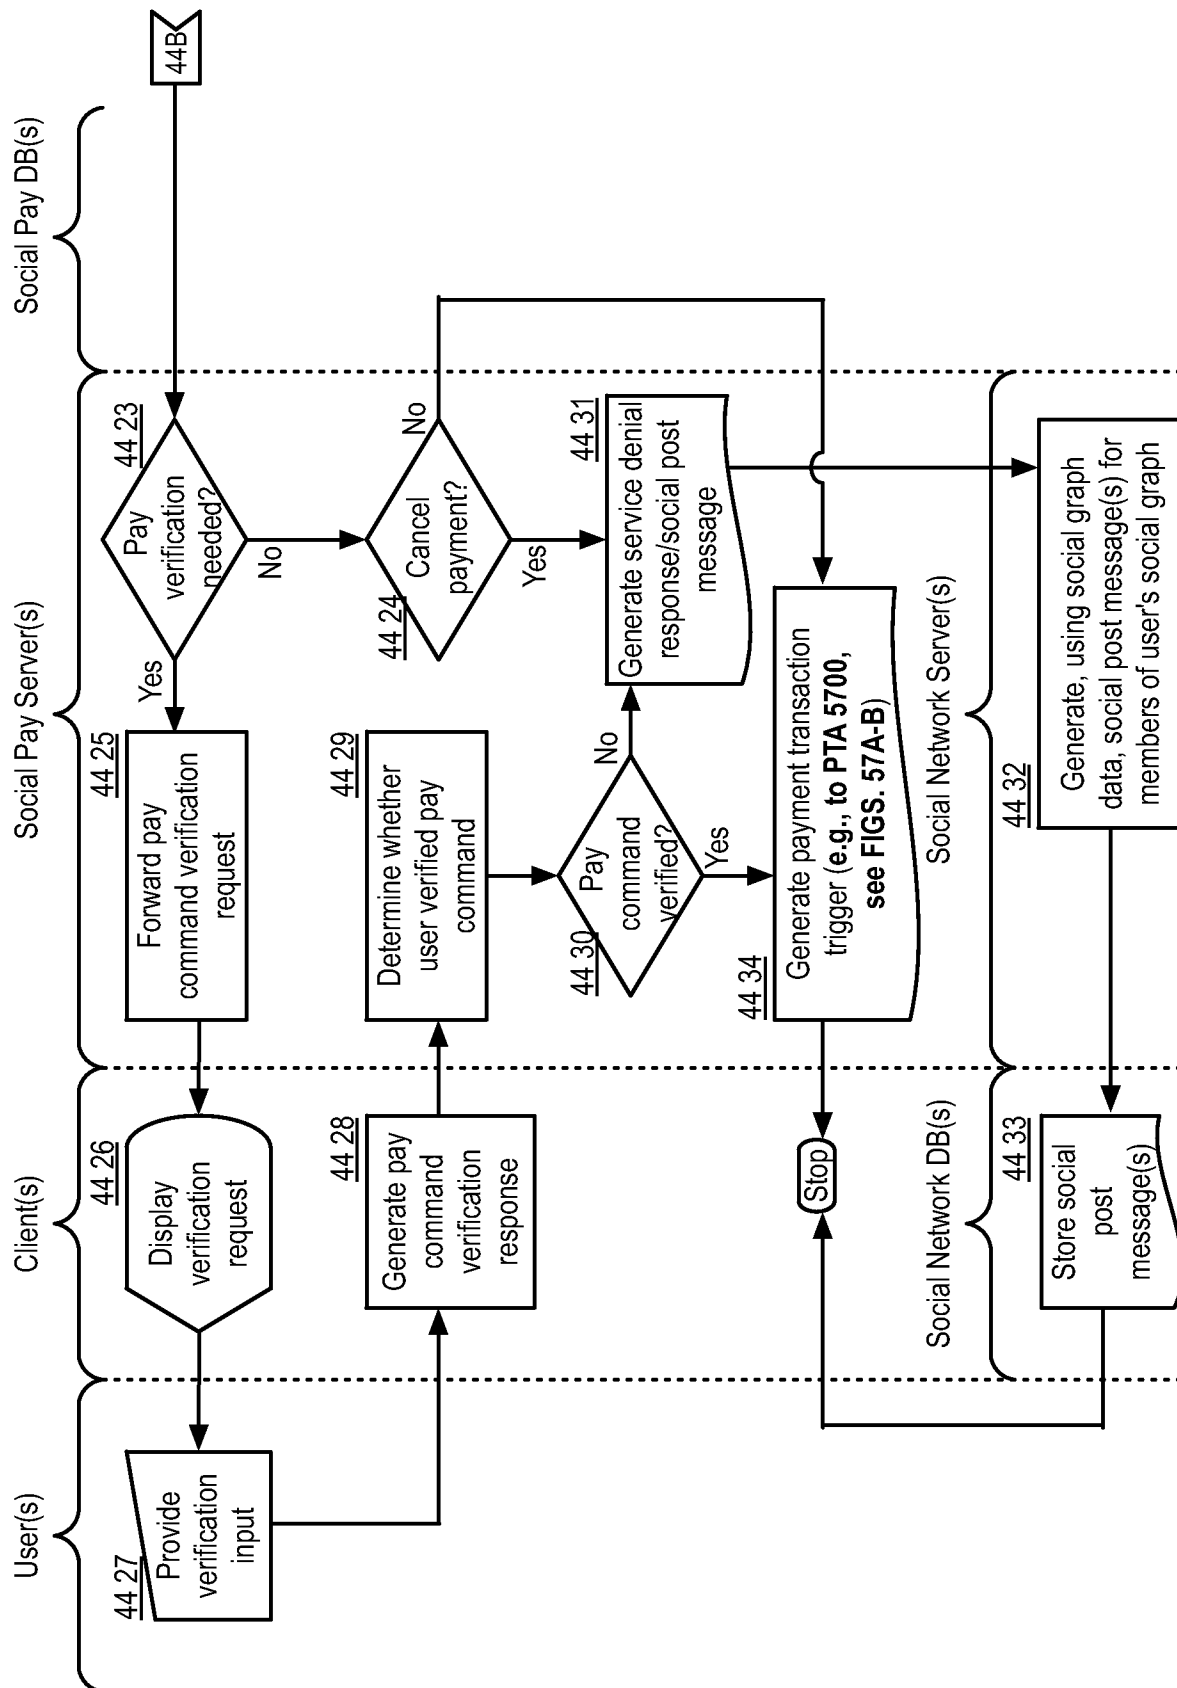 User(s)
Client(s)
Social Pay Server(s)
Social Pay DB(s)
44B
44 23
Pay
verification
needed?
Yes
No
44 25
Forward pay
command verification
request
44 26
Display
verification
request
44 27
Provide
verification
input
44 28
Generate pay
command
verification
response
44 29
Determine whether
user verified pay
command
44 24
Cancel
payment?
No
Yes
44 30
Pay
command
verified?
No
Yes
44 31
Generate service denial
response/social post
message
44 34
Generate payment transaction
trigger (e.g., to PTA 5700,
see FIGS. 57A-B)
Stop
Social Network DB(s)
Social Network Server(s)
44 32
Generate, using social graph
data, social post message(s) for
members of user's social graph
44 33
Store social
post
message(s)